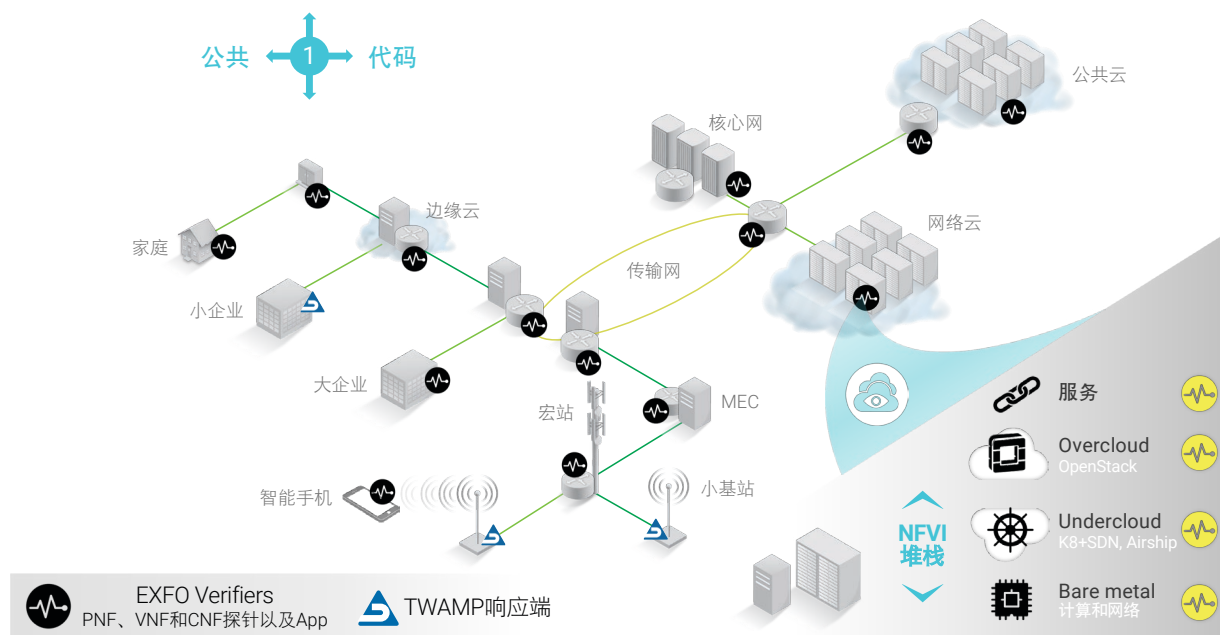 公共 1 代码
公共云
核心网
边缘云
网络云
家庭
传输网
小企业
大企业
MEC
宏站
服务
Overcloud
OpenStack
智能手机
小基站
NFVI
堆栈
Undercloud
K8+SDN, Airship
Bare metal
计算和网络
EXFO Verifiers
PNF、VNF和CNF探针以及App
TWAMP响应端